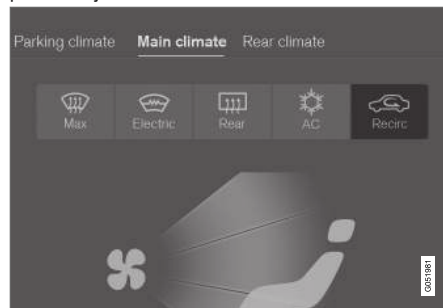 Parking climate Main climate Rear climate
Max Electric Rear AC Recirc
G051981